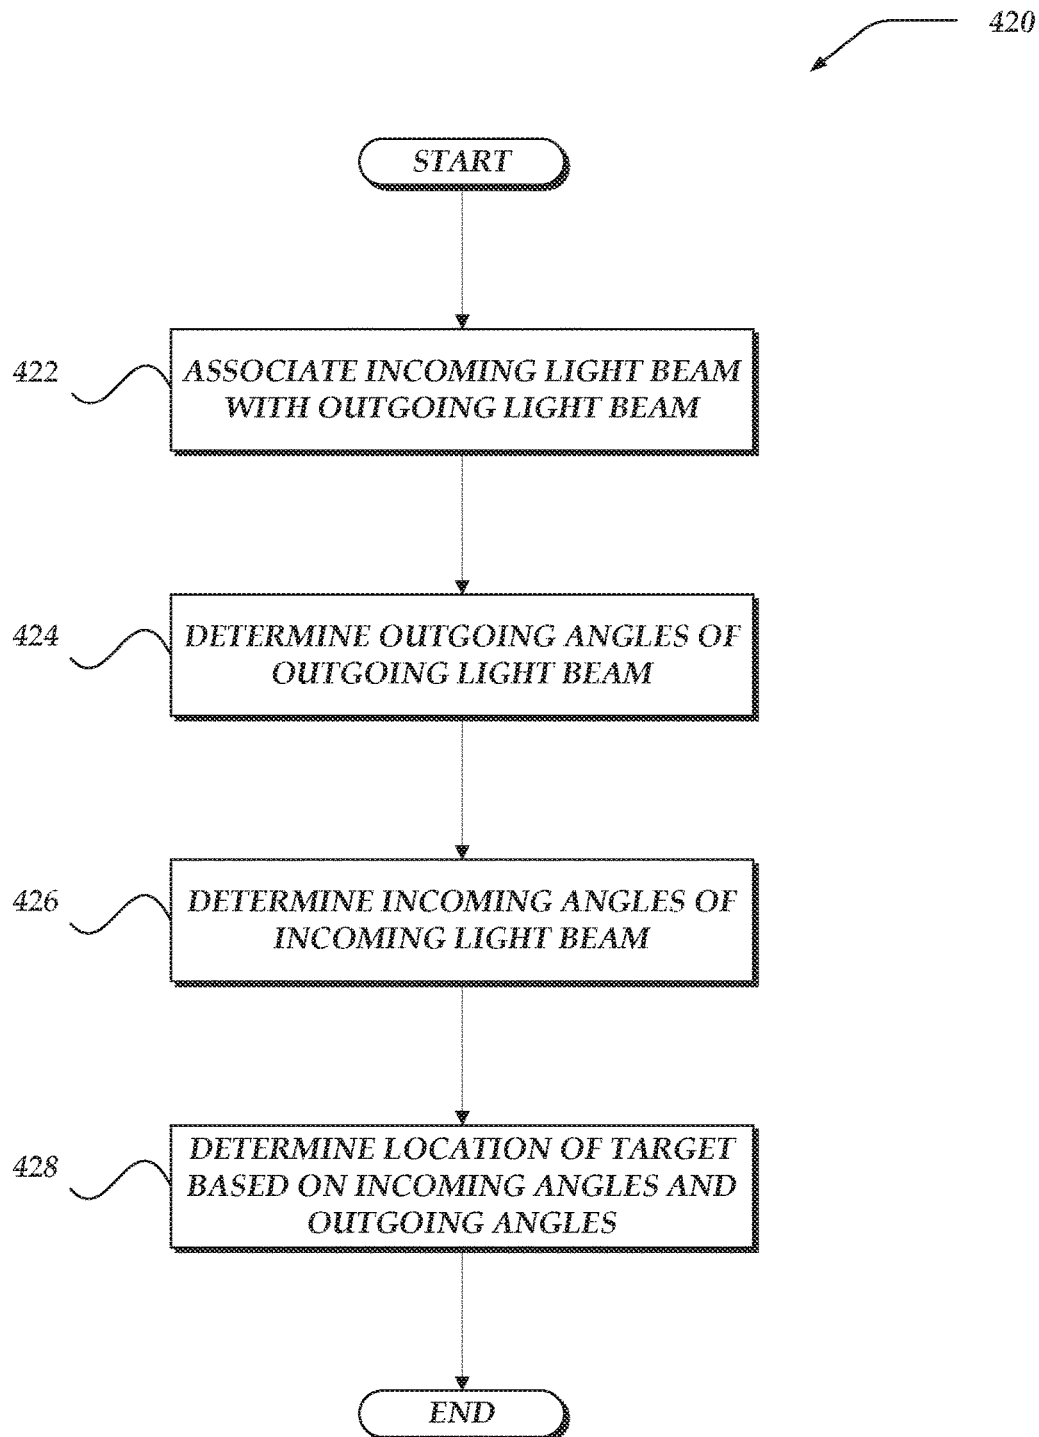 420
START
422
ASSOCIATE INCOMING LIGHT BEAM
WITH OUTGOING LIGHT BEAM
424
DETERMINE OUTGOING ANGLES OF
OUTGOING LIGHT BEAM
426
DETERMINE INCOMING ANGLES OF
INCOMING LIGHT BEAM
428
DETERMINE LOCATION OF TARGET
BASED ON INCOMING ANGLES AND
OUTGOING ANGLES
END